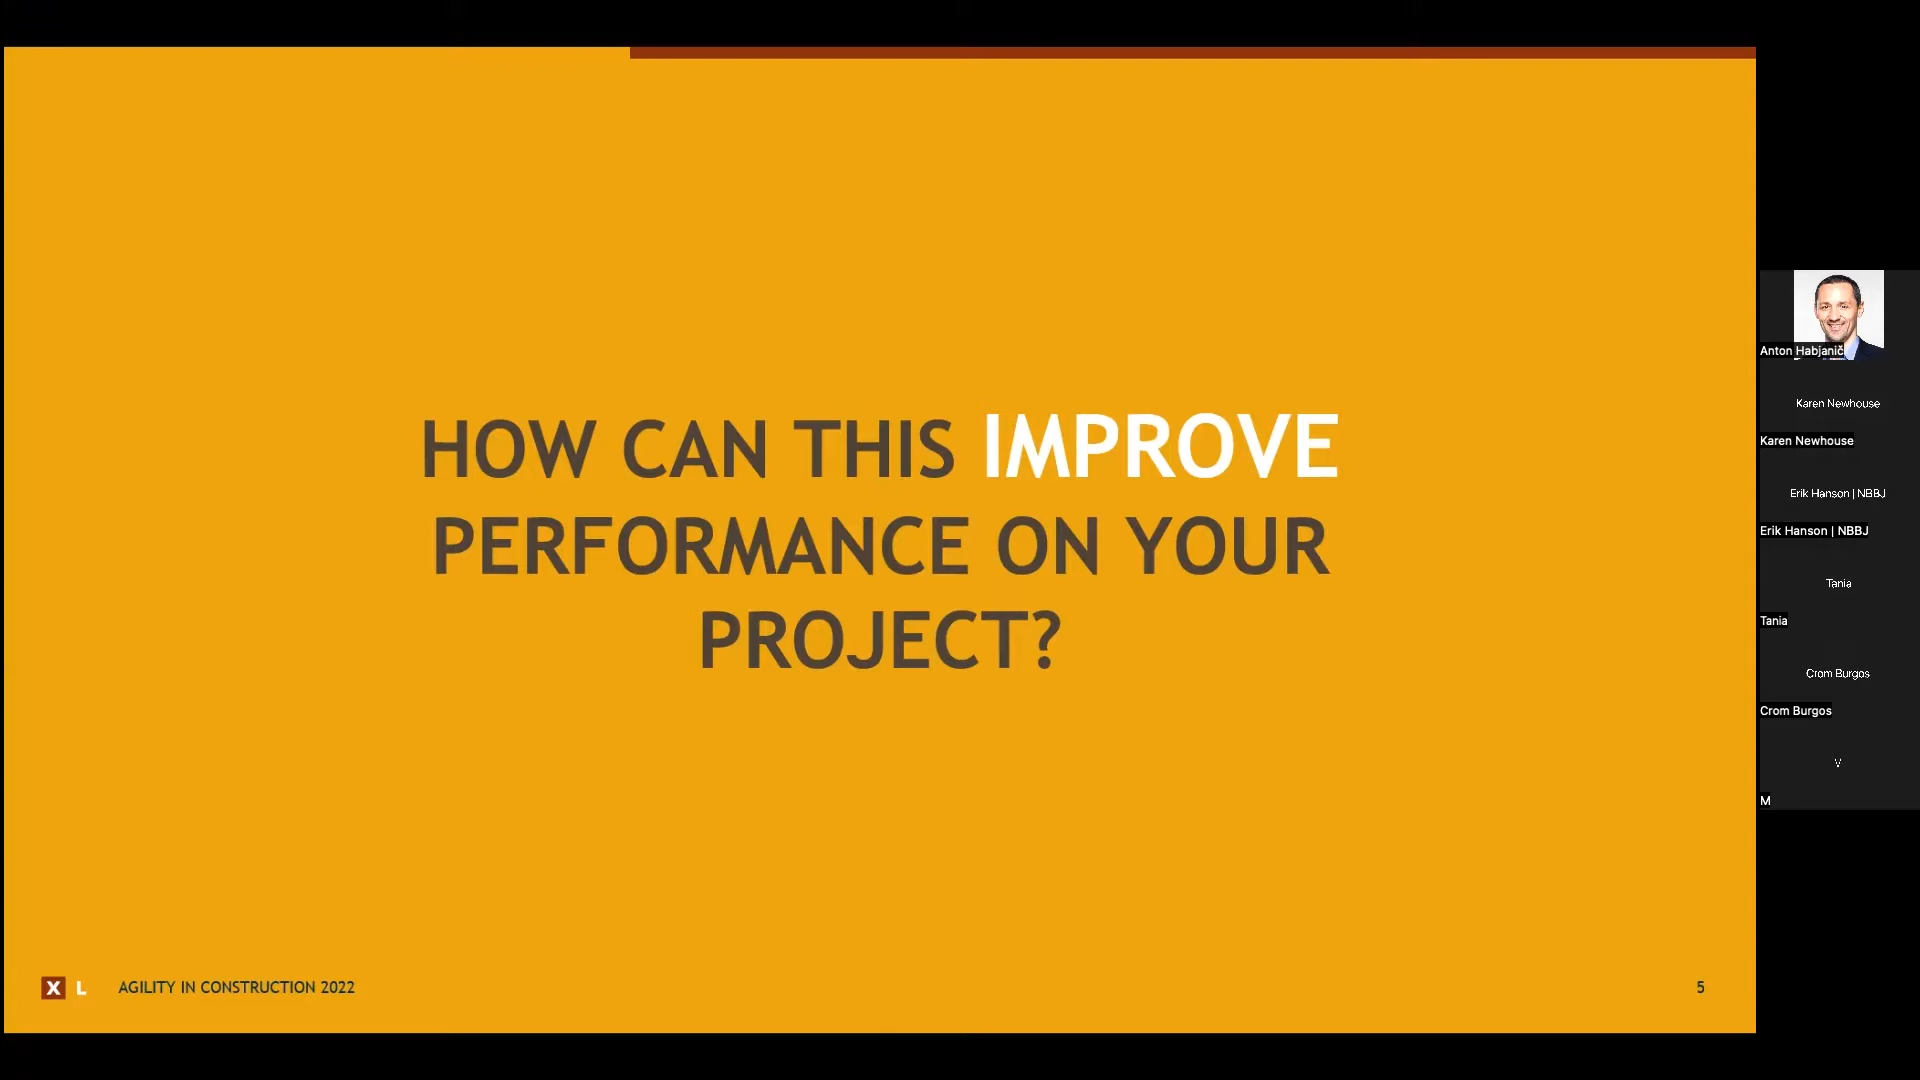 HOW CAN THIS IMPROVE
PERFORMANCE ON YOUR
PROJECT?
X L AGILITY IN CONSTRUCTION 2022
5
Anton Habjanič
Karen Newhouse
Karen Newhouse
Erik Hanson | NBBJ
Erik Hanson | NBBJ
Tania
Tania
Crom Burgos
Crom Burgos
V
M